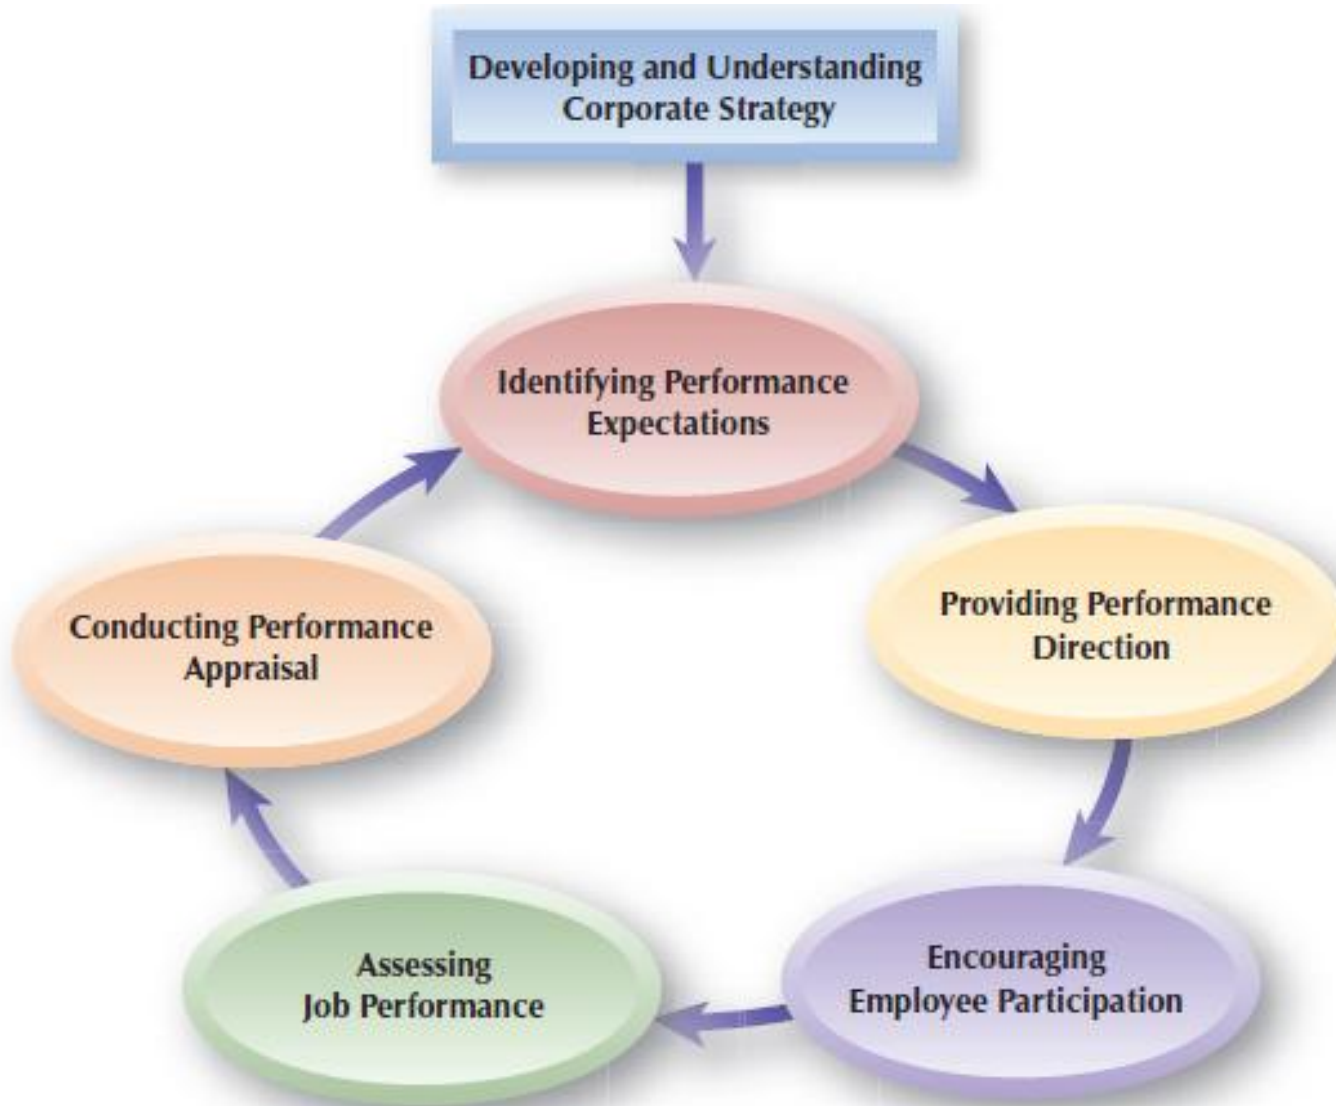 Developing and Understanding
Corporate Strategy
Identifying Performance
Expectations
Providing Performance
Direction
Encouraging
Employee Participation
Assessing
Job Performance
Conducting Performance
Appraisal